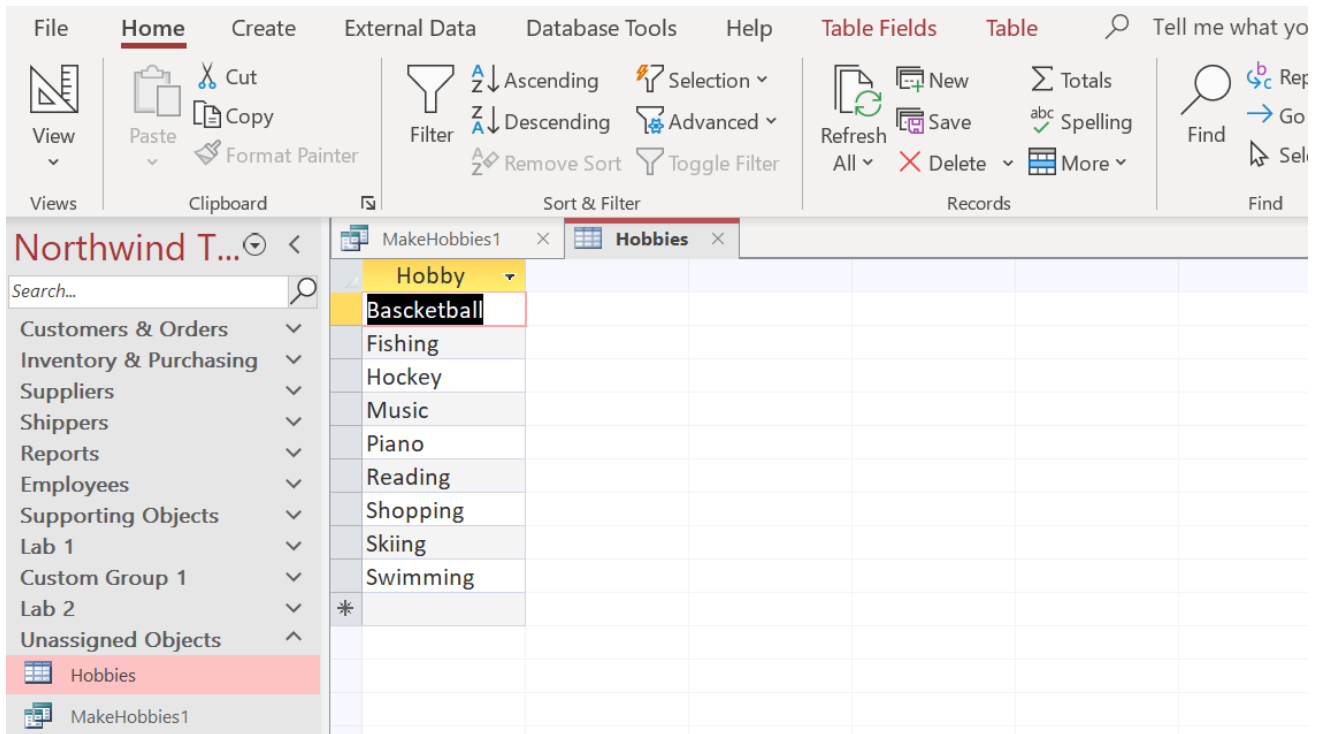 File Home Create External Data Database Tools Help Table Fields Table Tell me what yo
Cut
Copy
Format Painter
Paste
View
Filter
Ascending
Descending
Remove Sort
Selection
Advanced
Toggle Filter
Refresh
All
New
Save
Delete
Totals
Spelling
More
Find
Rep
Go
Sel
Views Clipboard Sort & Filter Records Find
Northwind T...
Search...
Customers & Orders
Inventory & Purchasing
Suppliers
Shippers
Reports
Employees
Supporting Objects
Lab 1
Custom Group 1
Lab 2
Unassigned Objects
Hobbies
MakeHobbies1
MakeHobbies1 Hobbies
Hobby
Bascketball
Fishing
Hockey
Music
Piano
Reading
Shopping
Skiing
Swimming